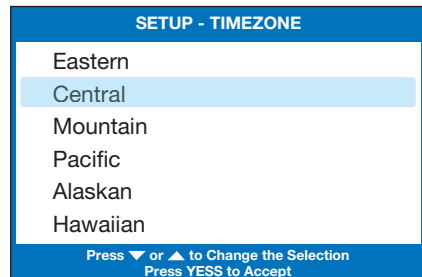 SETUP - TIMEZONE
Eastern
Central
Mountain
Pacific
Alaskan
Hawaiian
Press ▼ or ▲ to Change the Selection
Press YESS to Accept